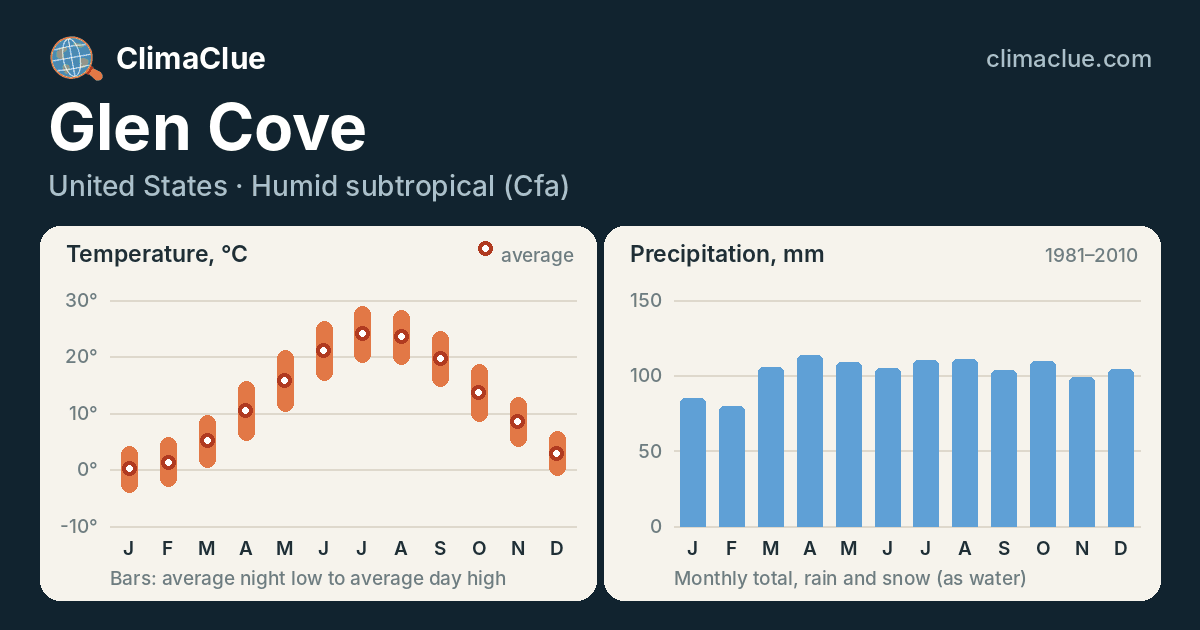 ClimaClue
climaclue.com
Glen Cove
United States · Humid subtropical (Cfa)
Temperature, °C
average
30°
20°
10°
0°
-10°
J F M A M J J A S O N D
Bars: average night low to average day high
Precipitation, mm
1981–2010
150
100
50
0
J F M A M J J A S O N D
Monthly total, rain and snow (as water)